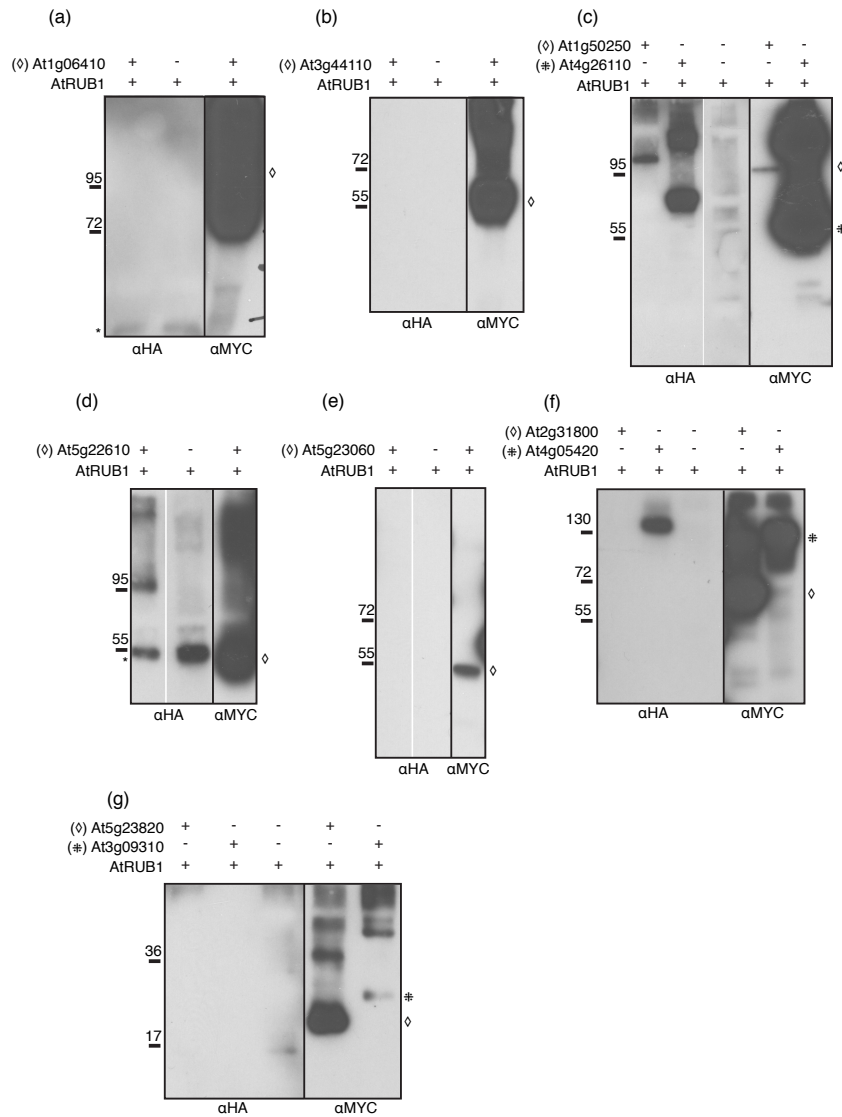 (a)
(◊) At1g06410 + - +
AtRUB1 + + +
95
◊
72
*
αHA αMYC
(b)
(◊) At3g44110 + - +
AtRUB1 + + +
72
55
◊
αHA αMYC
(c)
(◊) At1g50250 + - - + -
(⁜) At4g26110 - + - - +
AtRUB1 + + + + +
95
◊
55
⁜
αHA αMYC
(d)
(◊) At5g22610 + - +
AtRUB1 + + +
95
55
*
◊
αHA αMYC
(e)
(◊) At5g23060 + - +
AtRUB1 + + +
72
55
◊
αHA αMYC
(f)
(◊) At2g31800 + - - + -
(⁜) At4g05420 - + - - +
AtRUB1 + + + + +
130
⁜
72
◊
55
αHA αMYC
(g)
(◊) At5g23820 + - - + -
(⁜) At3g09310 - + - - +
AtRUB1 + + + + +
36
⁜
◊
17
αHA αMYC